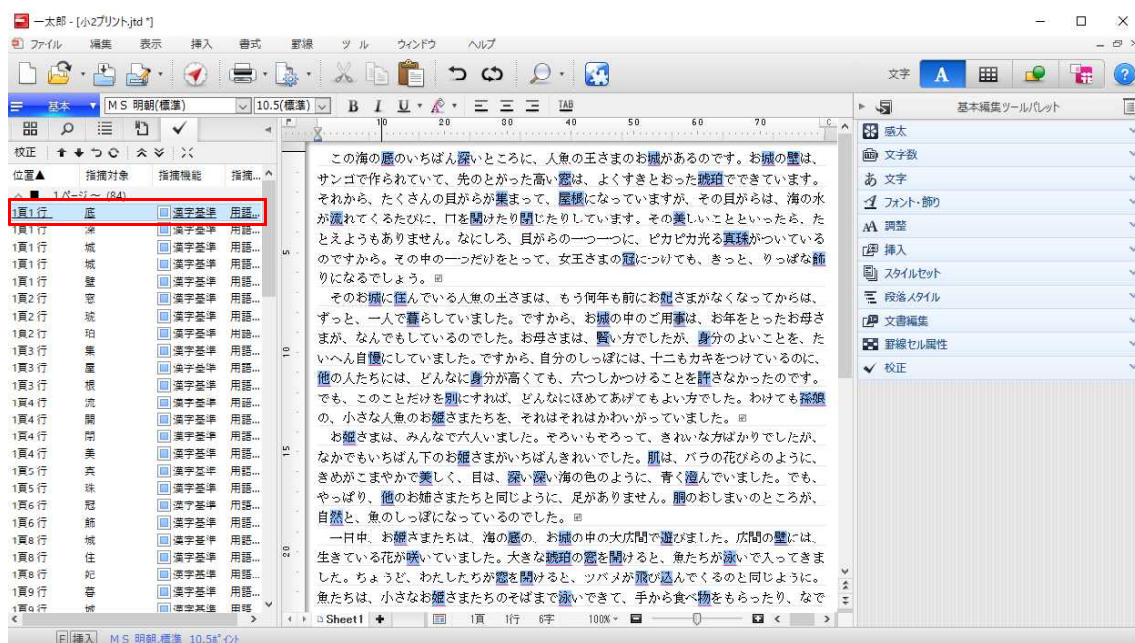 一太郎 - [小2プリント.jtd *]
ファイル 編集 表示 挿入 書式 罫線 ツール ウィンドウ ヘルプ
文字
基本 ＭＳ 明朝(標準) 10.5(標準) B I U TAB
基本編集ツールパレット
10 20 30 40 50 60 70
校正
位置▲ 指摘対象 指摘機能 指摘...
1ページ～ (84)
1頁1行 底 漢字基準 用語...
1頁1行 深 漢字基準 用語...
1頁1行 城 漢字基準 用語...
1頁1行 城 漢字基準 用語...
1頁1行 壁 漢字基準 用語...
1頁2行 窓 漢字基準 用語...
1頁2行 琥 漢字基準 用語...
1頁2行 珀 漢字基準 用語...
1頁3行 集 漢字基準 用語...
1頁3行 屋 漢字基準 用語...
1頁3行 根 漢字基準 用語...
1頁4行 流 漢字基準 用語...
1頁4行 開 漢字基準 用語...
1頁4行 閉 漢字基準 用語...
1頁4行 美 漢字基準 用語...
1頁5行 真 漢字基準 用語...
1頁5行 珠 漢字基準 用語...
1頁6行 冠 漢字基準 用語...
1頁6行 飾 漢字基準 用語...
1頁8行 城 漢字基準 用語...
1頁8行 住 漢字基準 用語...
1頁8行 妃 漢字基準 用語...
1頁9行 暮 漢字基準 用語...
1頁9行 城 漢字基準 用語...
この海の底のいちばん深いところに、人魚の王さまのお城があるのです。お城の壁は、
サンゴで作られていて、先のとがった高い窓は、よくすきとおった琥珀でできています。
それから、たくさんの貝がらが集まって、屋根になっていますが、その貝がらは、海の水
が流れてくるたびに、口を開けたり閉じたりしています。その美しいことといったら、た
とえようもありません。なにしろ、貝がらの一つ一つに、ピカピカ光る真珠がついている
のですから。その中の一つだけをとって、女王さまの冠につけても、きっと、りっぱな飾
りになるでしょう。
そのお城に住んでいる人魚の王さまは、もう何年も前にお妃さまがなくなってからは、
ずっと、一人で暮らしていました。ですから、お城の中のご用事は、お年をとったお母さ
まが、なんでもしているのでした。お母さまは、賢い方でしたが、身分のよいことを、た
いへん自慢にしていました。ですから、自分のしっぽには、十二もカキをつけているのに、
他の人たちには、どんなに身分が高くても、六つしかつけることを許さなかったのです。
でも、このことだけを別にすれば、どんなにほめてあげてもよい方でした。わけても孫娘
の、小さな人魚のお姫さまたちを、それはそれはかわいがっていました。
お姫さまは、みんなで六人いました。そろいもそろって、きれいな方ばかりでしたが、
なかでもいちばん下のお姫さまがいちばんきれいでした。肌は、バラの花びらのように、
きめがこまやかで美しく、目は、深い深い海の色のように、青く澄んでいました。でも、
やっぱり、他のお姉さまたちと同じように、足がありません。胴のおしまいのところが、
自然と、魚のしっぽになっているのでした。
一日中、お姫さまたちは、海の底の、お城の中の大広間で遊びました。広間の壁には、
生きている花が咲いていました。大きな琥珀の窓を開けると、魚たちが泳いで入ってきま
した。ちょうど、わたしたちが窓を開けると、ツバメが飛び込んでくるのと同じように。
魚たちは、小さなお姫さまたちのそばまで泳いできて、手から食べ物をもらったり、なで
5
10
15
20
感太
文字数
文字
フォント・飾り
調整
挿入
スタイルセット
段落スタイル
文書編集
罫線セル属性
校正
Sheet1 1頁 1行 6字 100%
挿入 ＭＳ 明朝.標準 10.5ﾎﾟｲﾝﾄ